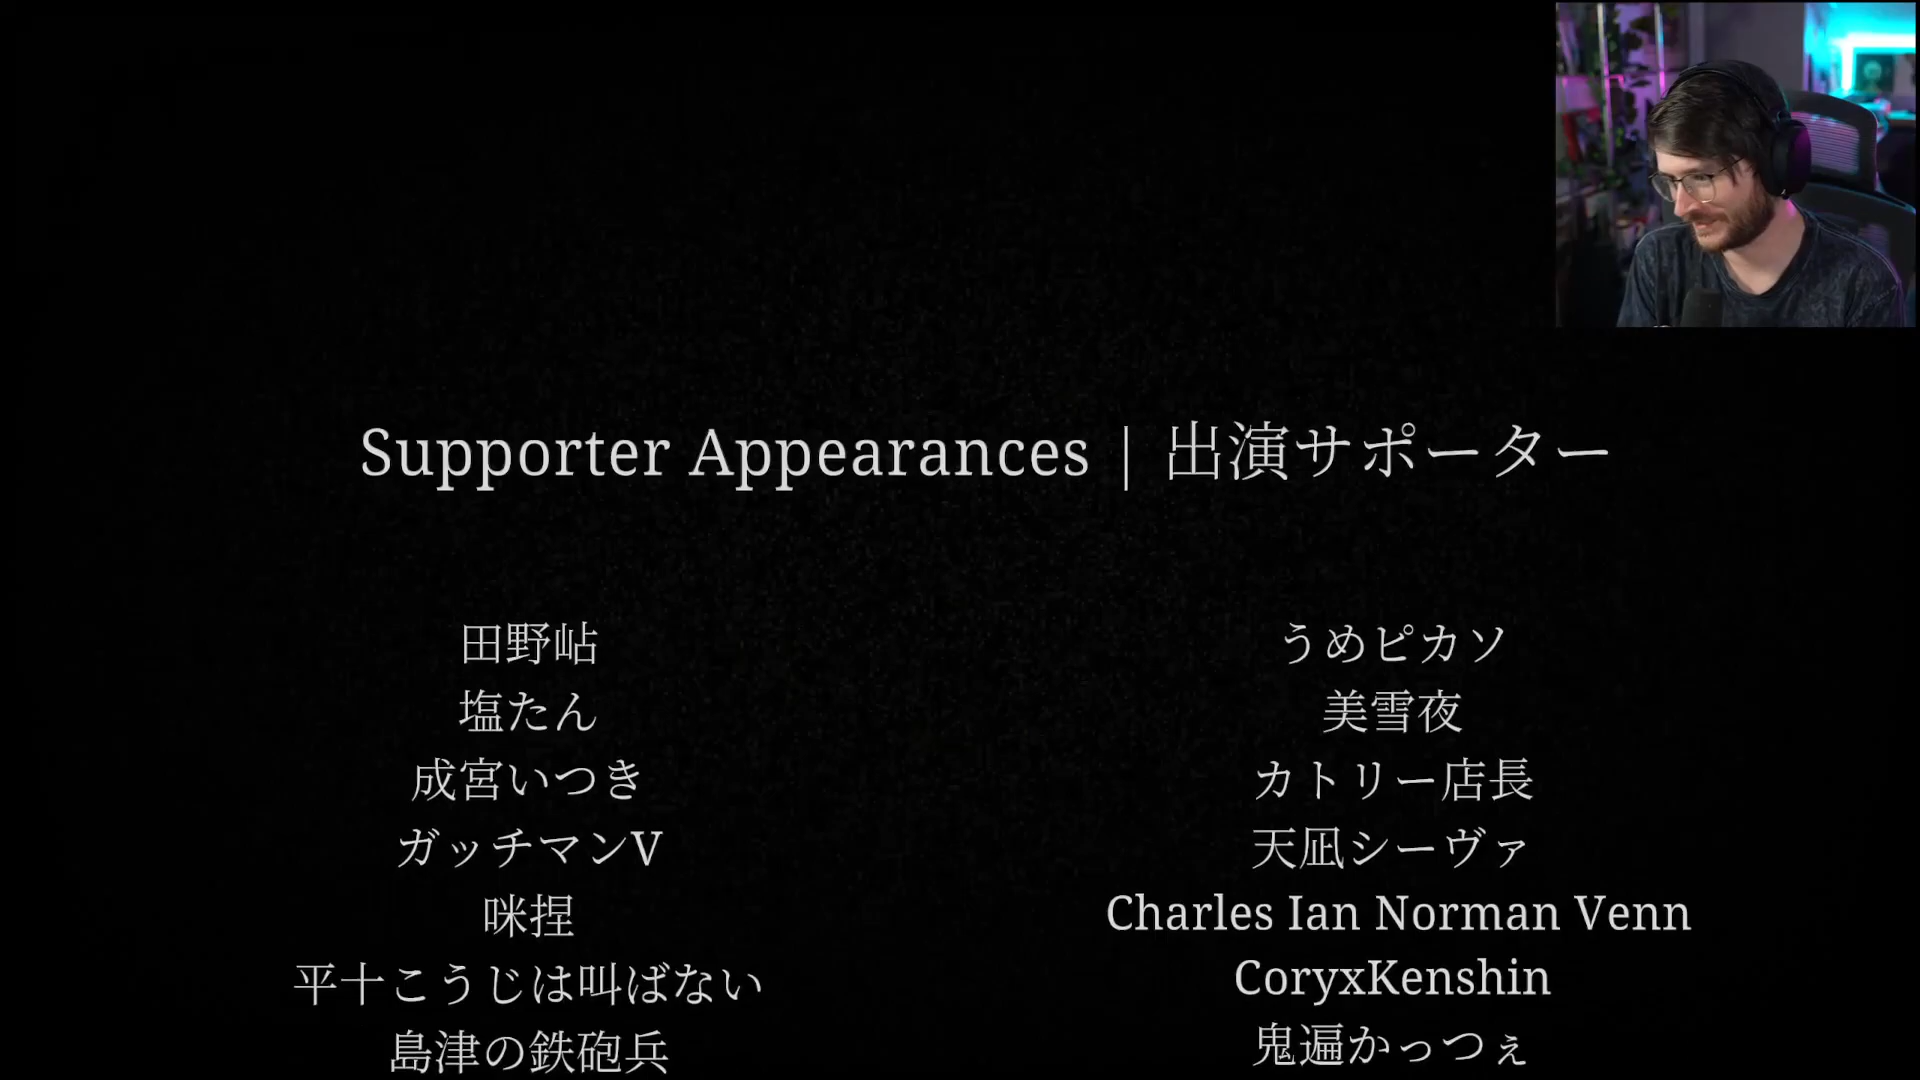 Supporter Appearances | 出演サポーター
田野岾
うめピカソ
塩たん
美雪夜
成宮いつき
カトリー店長
ガッチマンV
天凪シーヴァ
咪捏
Charles Ian Norman Venn
平十こうじは叫ばない
CoryxKenshin
島津の鉄砲兵
鬼遍かっつぇ